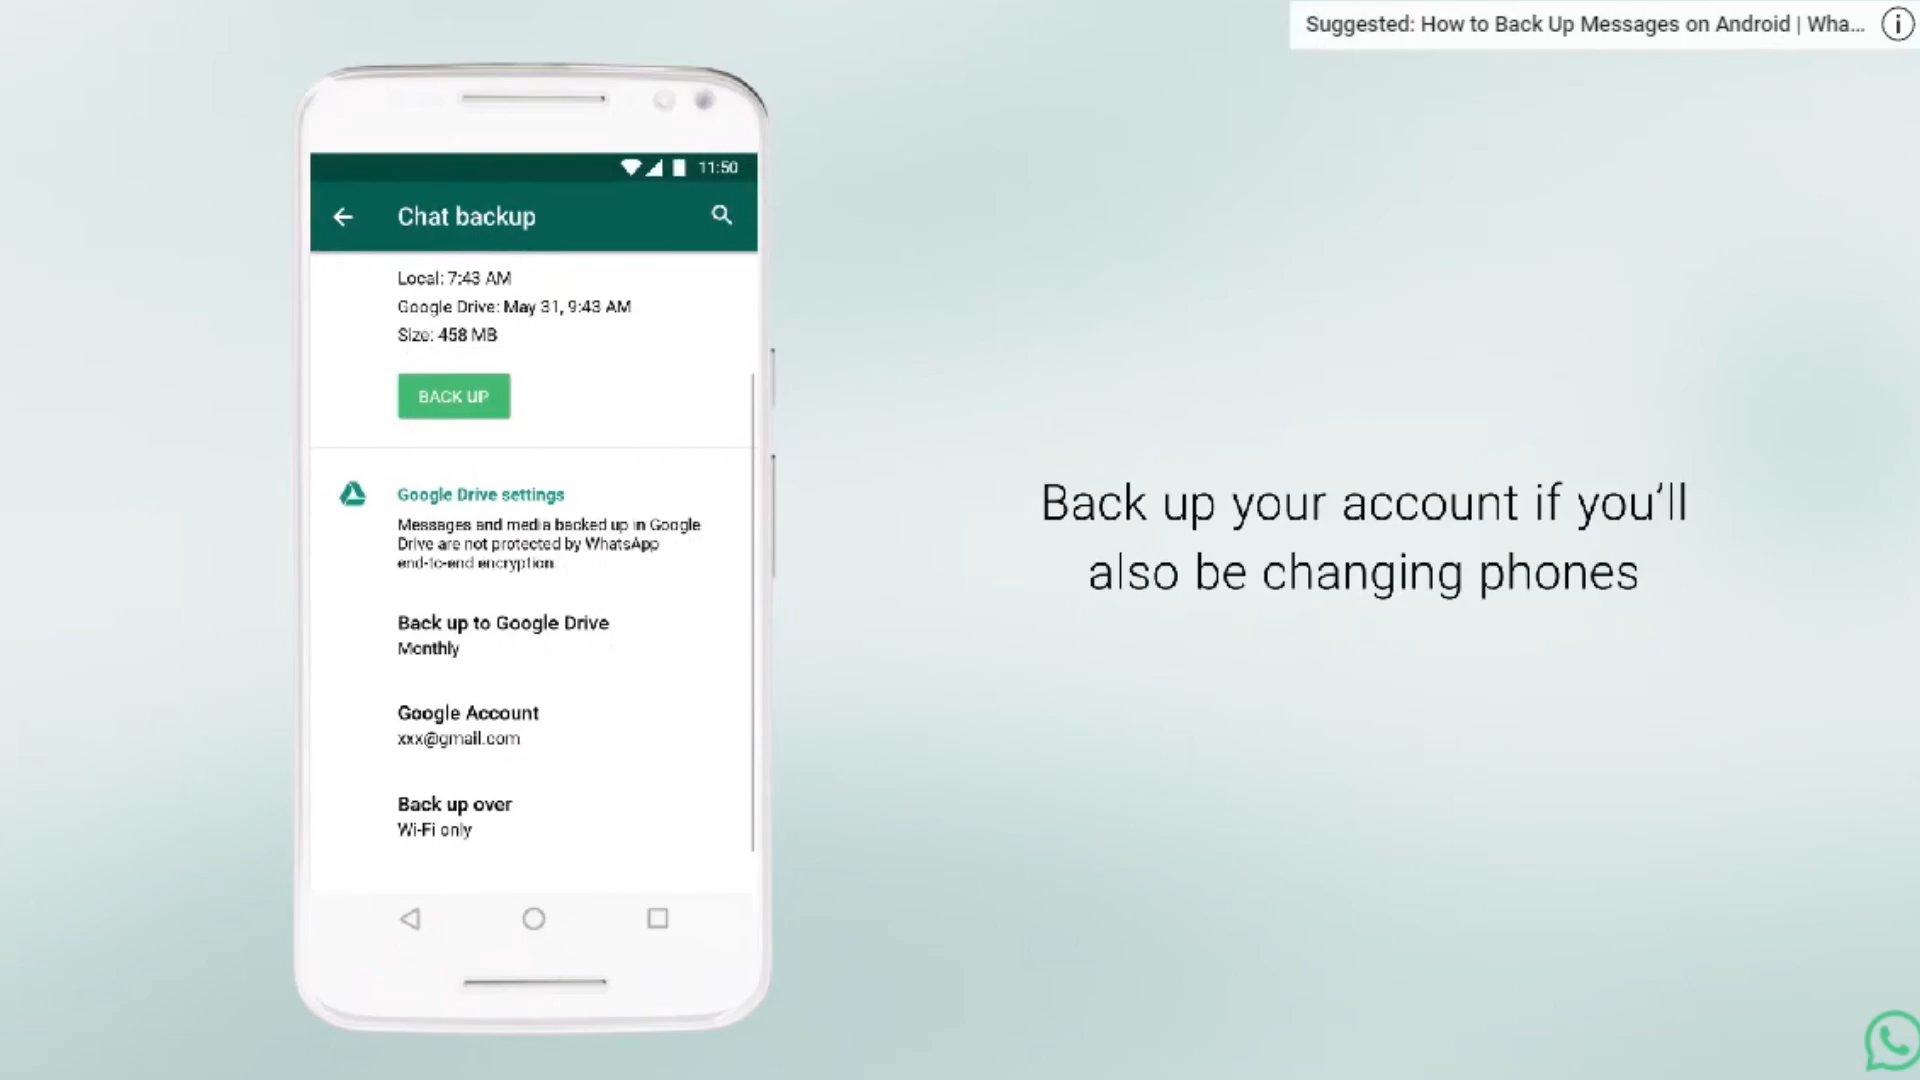 Suggested: How to Back Up Messages on Android | Wha...
11:50
Chat backup
Local: 7:43 AM
Google Drive: May 31, 9:43 AM
Size: 458 MB
BACK UP
Google Drive settings
Messages and media backed up in Google
Drive are not protected by WhatsApp
end-to-end encryption.
Back up to Google Drive
Monthly
Google Account
xxx@gmail.com
Back up over
Wi-Fi only
Back up your account if you’ll
also be changing phones